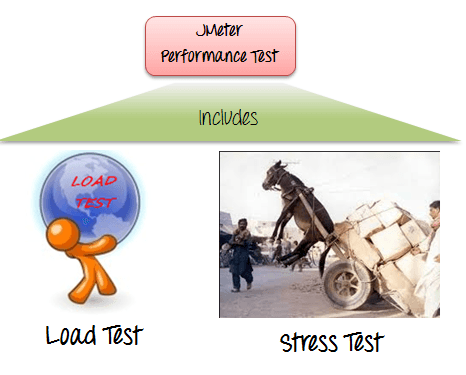 JMeter
Performance Test
Includes
LOAD
TEST
Load Test
Stress Test